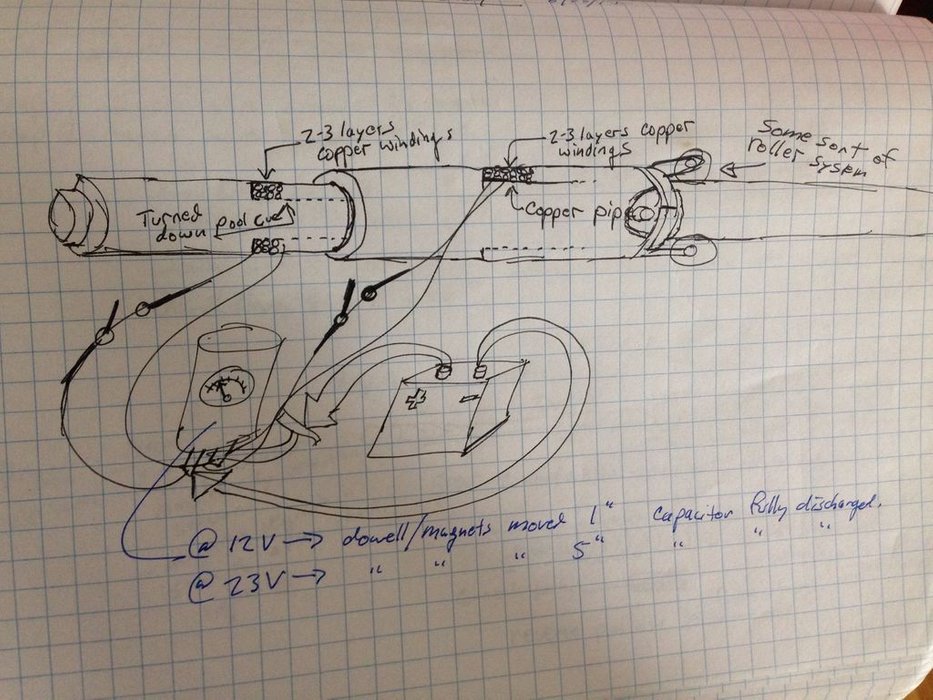 2-3 layers
copper windings
2-3 layers copper
windings
Some sort of
roller system
Turned
down
pool cue
Copper pipe
+
-
@ 12V → dowell/magnets moved 1" capacitor fully discharged.
@ 23V → " " " 5" " " "